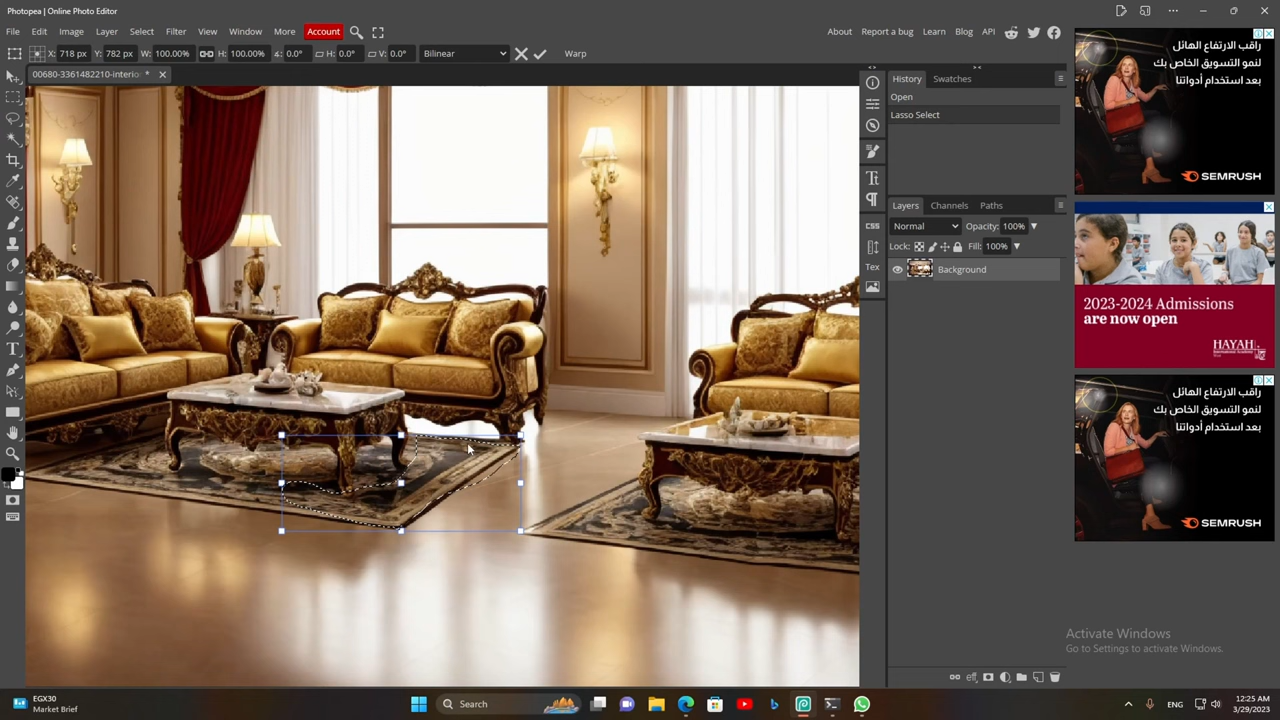 Photopea | Online Photo Editor
File Edit Image Layer Select Filter View Window More Account
About Report a bug Learn Blog API
X: 718 px Y: 782 px W: 100.00% H: 100.00% ∡: 0.0° H: 0.0° V: 0.0° Bilinear Warp
00680-3361482210-interio *
History Swatches
Open
Lasso Select
Layers Channels Paths
Normal Opacity: 100%
Lock: Fill: 100%
Background
CSS
Tex
راقب الارتفاع الهائل
لنمو التسويق الخاص بك
بعد استخدام أدواتنا
SEMRUSH
2023-2024 Admissions
are now open
HAYAH
راقب الارتفاع الهائل
لنمو التسويق الخاص بك
بعد استخدام أدواتنا
SEMRUSH
Activate Windows
Go to Settings to activate Windows.
EGX30
Market Brief
Search
ENG
12:25 AM
3/29/2023